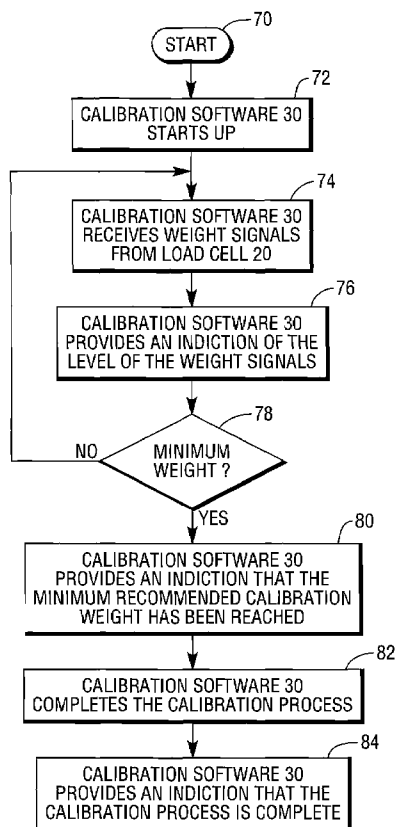 70
START
72
CALIBRATION SOFTWARE 30
STARTS UP
74
CALIBRATION SOFTWARE 30
RECEIVES WEIGHT SIGNALS
FROM LOAD CELL 20
76
CALIBRATION SOFTWARE 30
PROVIDES AN INDICTION OF THE
LEVEL OF THE WEIGHT SIGNALS
78
NO
MINIMUM
WEIGHT ?
YES
80
CALIBRATION SOFTWARE 30
PROVIDES AN INDICTION THAT THE
MINIMUM RECOMMENDED CALIBRATION
WEIGHT HAS BEEN REACHED
82
CALIBRATION SOFTWARE 30
COMPLETES THE CALIBRATION PROCESS
84
CALIBRATION SOFTWARE 30
PROVIDES AN INDICTION THAT THE
CALIBRATION PROCESS IS COMPLETE